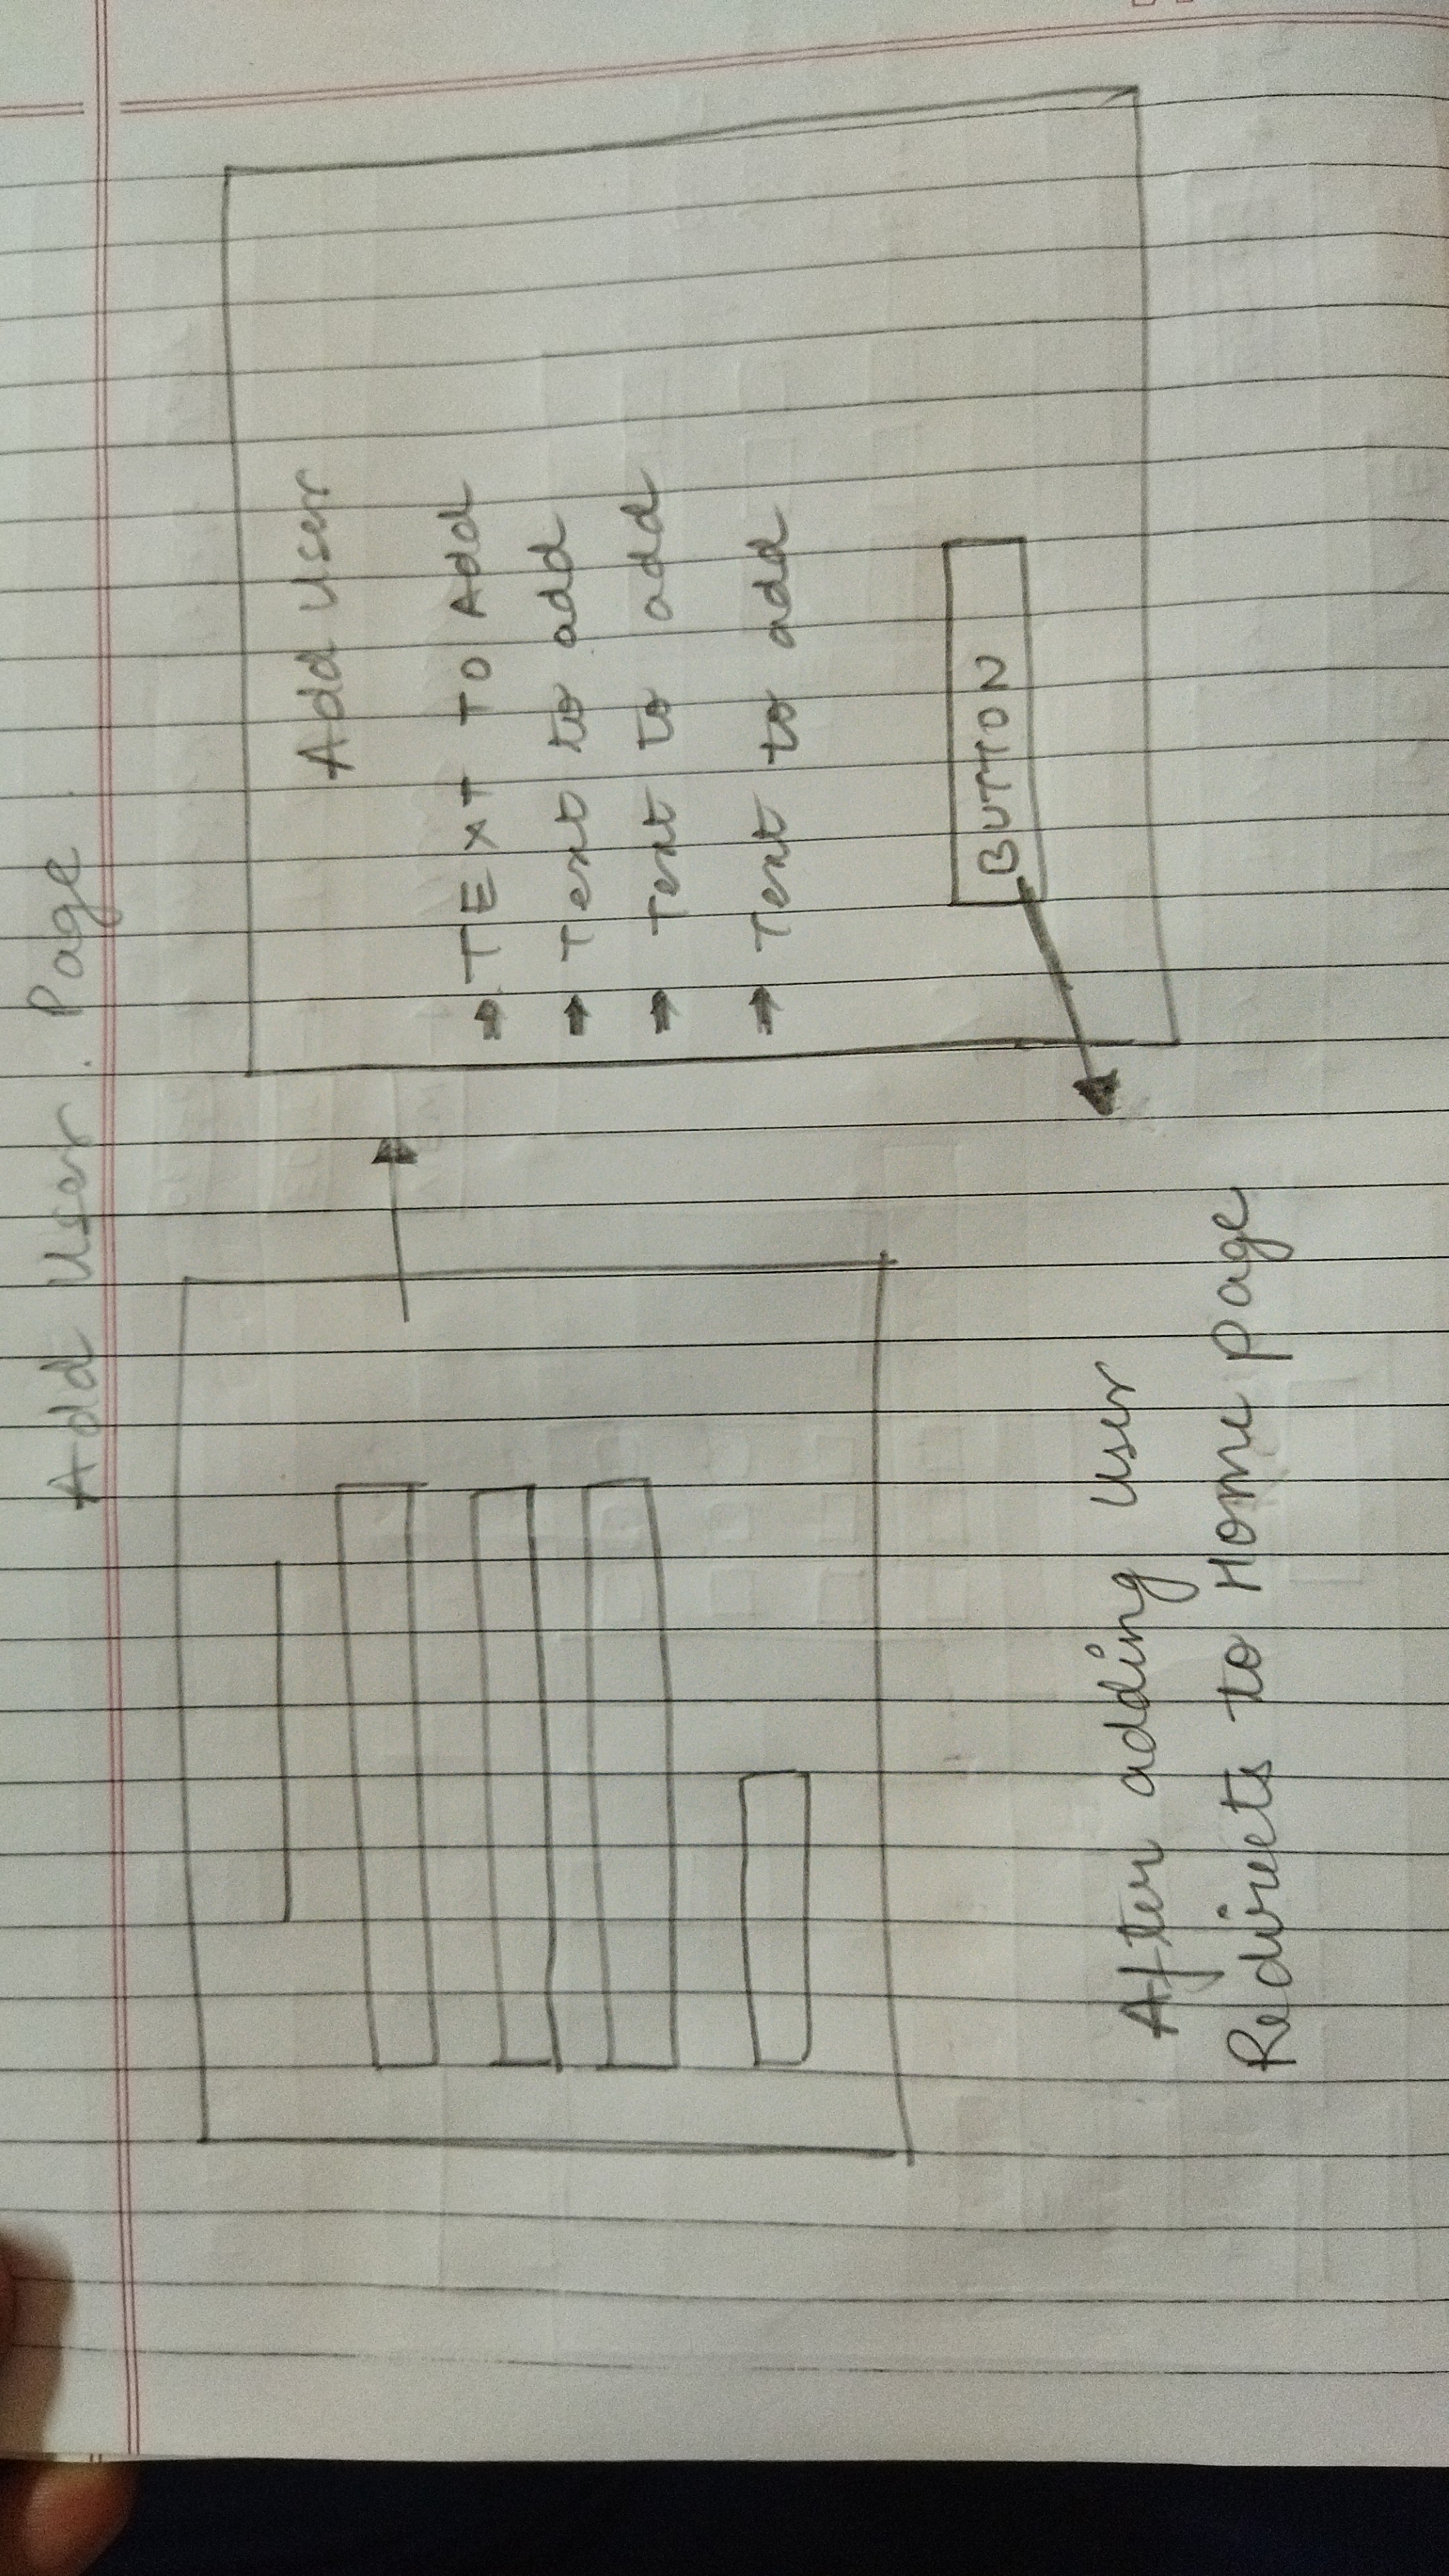 Add User. Page.
Add User
TEXT TO Add
Text to add
Text to add
Text to add
BUTTON
After adding user
Redirects to Home page